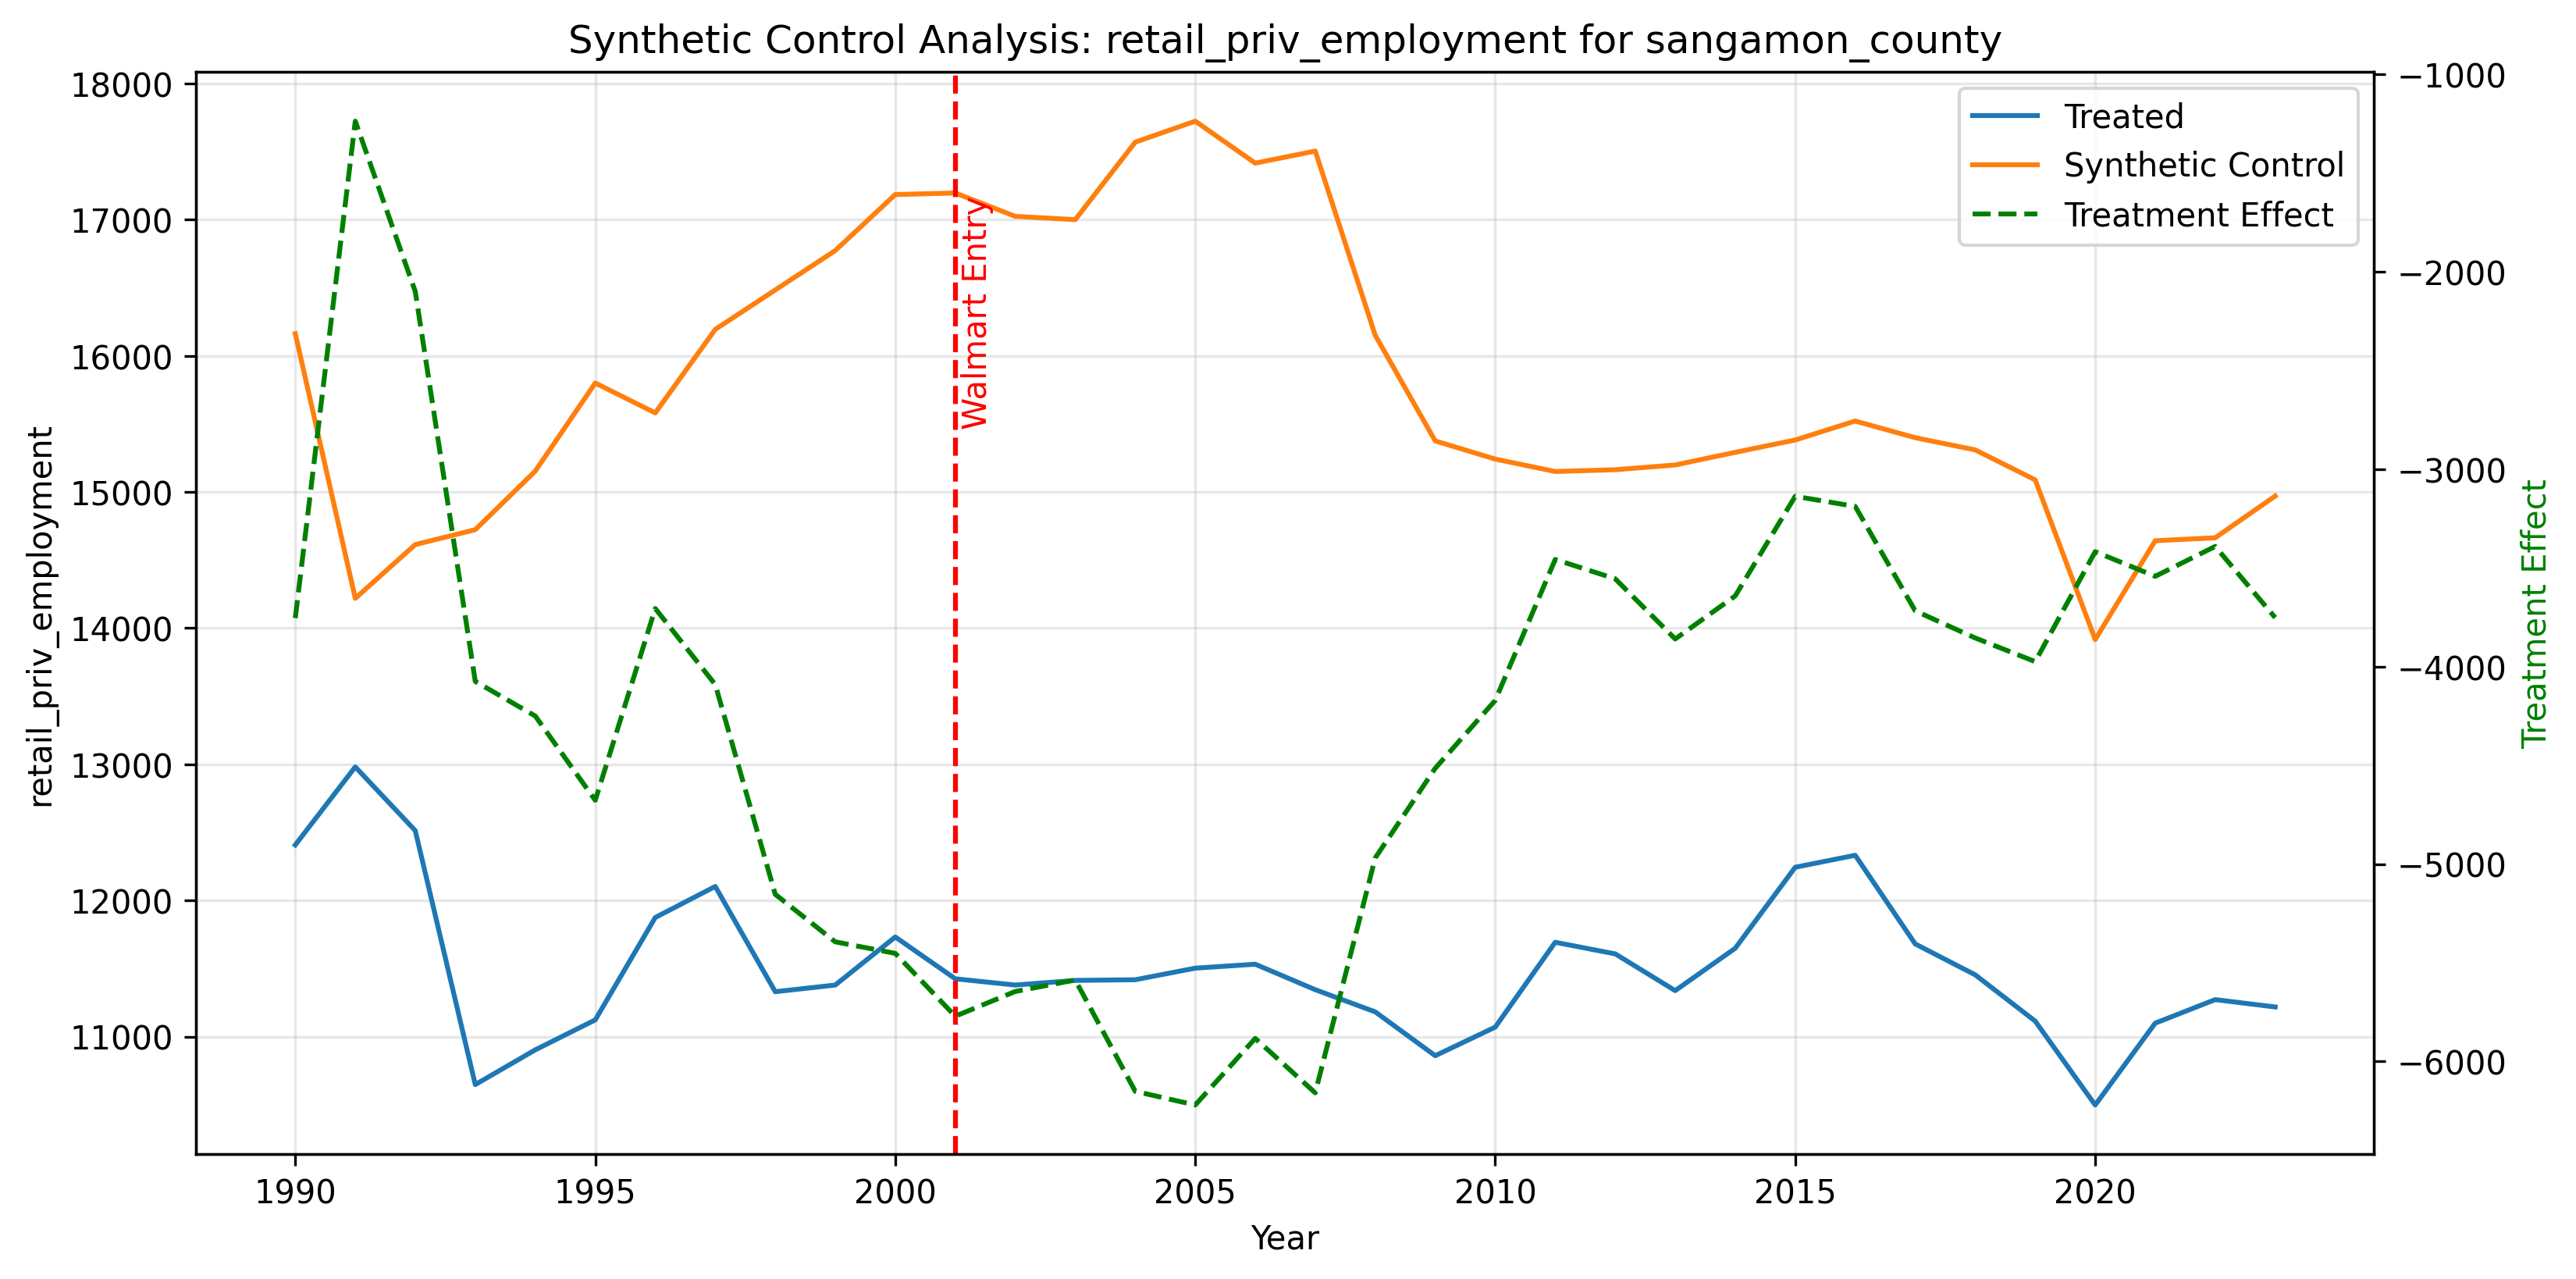 Synthetic Control Analysis: retail_priv_employment for sangamon_county
18000
17000
16000
15000
14000
13000
12000
11000
retail_priv_employment
−1000
−2000
−3000
−4000
−5000
−6000
Treatment Effect
Treated
Synthetic Control
Treatment Effect
Walmart Entry
1990
1995
2000
2005
2010
2015
2020
Year